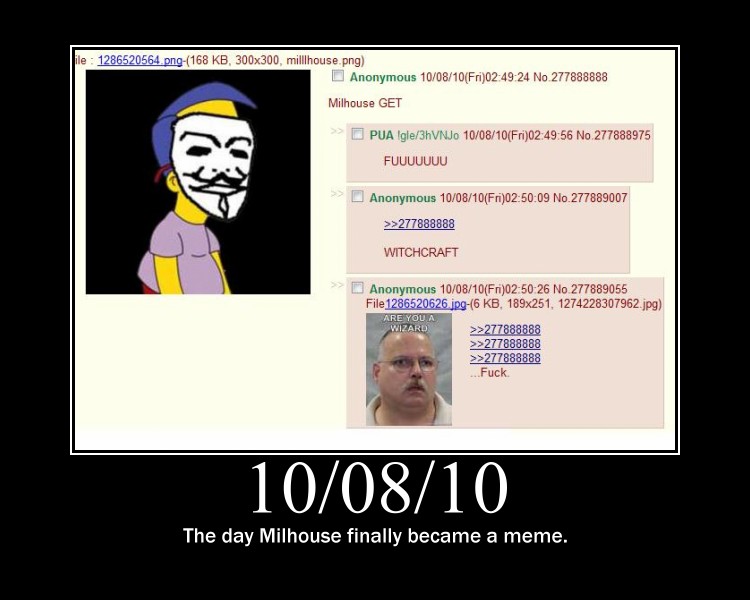 ile : 1286520564.png-(168 KB, 300x300, milllhouse.png)
Anonymous 10/08/10(Fri)02:49:24 No.277888888
Milhouse GET
>> PUA !gle/3hVNJo 10/08/10(Fri)02:49:56 No.277888975
FUUUUUUU
>> Anonymous 10/08/10(Fri)02:50:09 No.277889007
>>277888888
WITCHCRAFT
>> Anonymous 10/08/10(Fri)02:50:26 No.277889055
File1286520626.jpg-(6 KB, 189x251, 1274228307962.jpg)
ARE YOU A
WIZARD
>>277888888
>>277888888
>>277888888
...Fuck.
10/08/10
The day Milhouse finally became a meme.